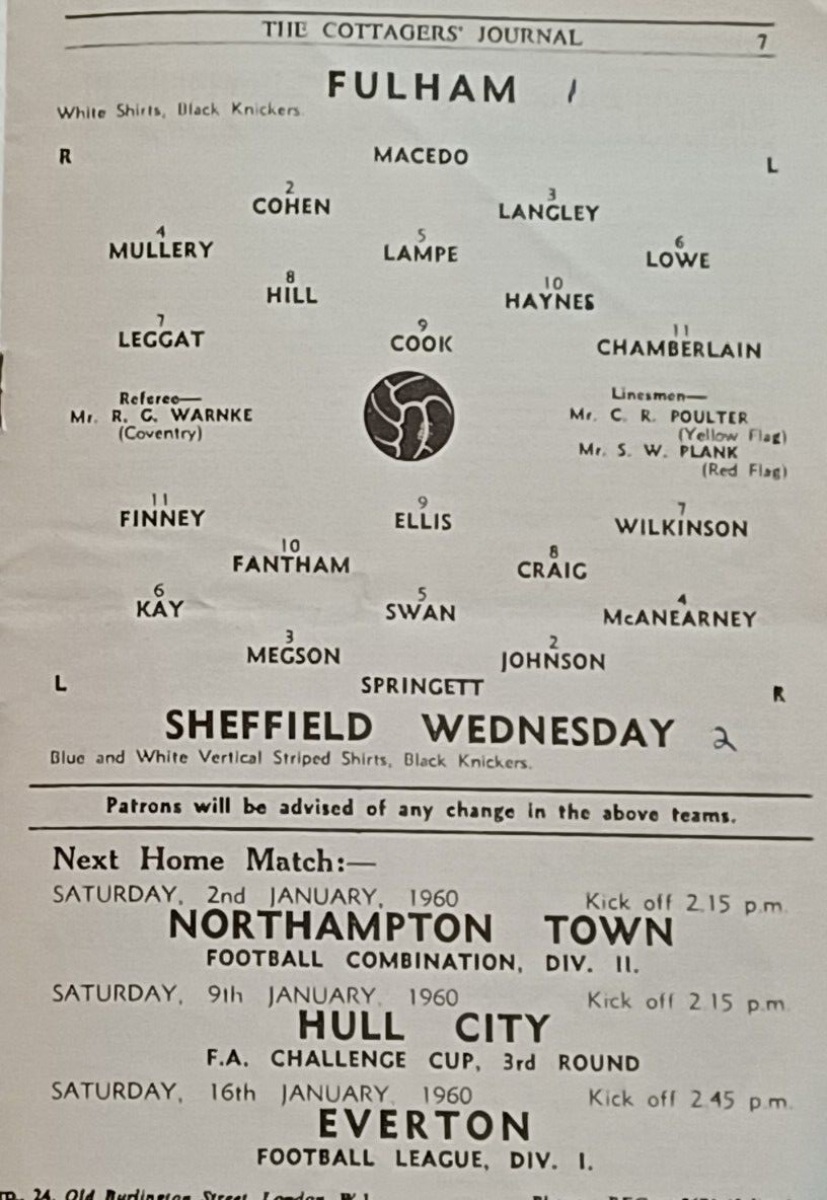 THE COTTAGERS' JOURNAL 7
FULHAM 1
White Shirts, Black Knickers.
R MACEDO L
2 3
COHEN LANGLEY
4 5 6
MULLERY LAMPE LOWE
8 10
HILL HAYNES
7 9 11
LEGGAT COOK CHAMBERLAIN
Referee— Linesmen—
Mr. R. G. WARNKE Mr. C. R. POULTER
(Coventry) (Yellow Flag)
Mr. S. W. PLANK
(Red Flag)
11 9 7
FINNEY ELLIS WILKINSON
10 8
FANTHAM CRAIG
6 5 4
KAY SWAN McANEARNEY
3 2
MEGSON JOHNSON
L SPRINGETT R
SHEFFIELD WEDNESDAY 2
Blue and White Vertical Striped Shirts, Black Knickers.
Patrons will be advised of any change in the above teams.
Next Home Match:—
SATURDAY, 2nd JANUARY, 1960 Kick off 2.15 p.m.
NORTHAMPTON TOWN
FOOTBALL COMBINATION, DIV. II.
SATURDAY, 9th JANUARY, 1960 Kick off 2.15 p.m.
HULL CITY
F.A. CHALLENGE CUP, 3rd ROUND
SATURDAY, 16th JANUARY, 1960 Kick off 2.45 p.m.
EVERTON
FOOTBALL LEAGUE, DIV. I.
24, Old Burlington Street, London, W.1.